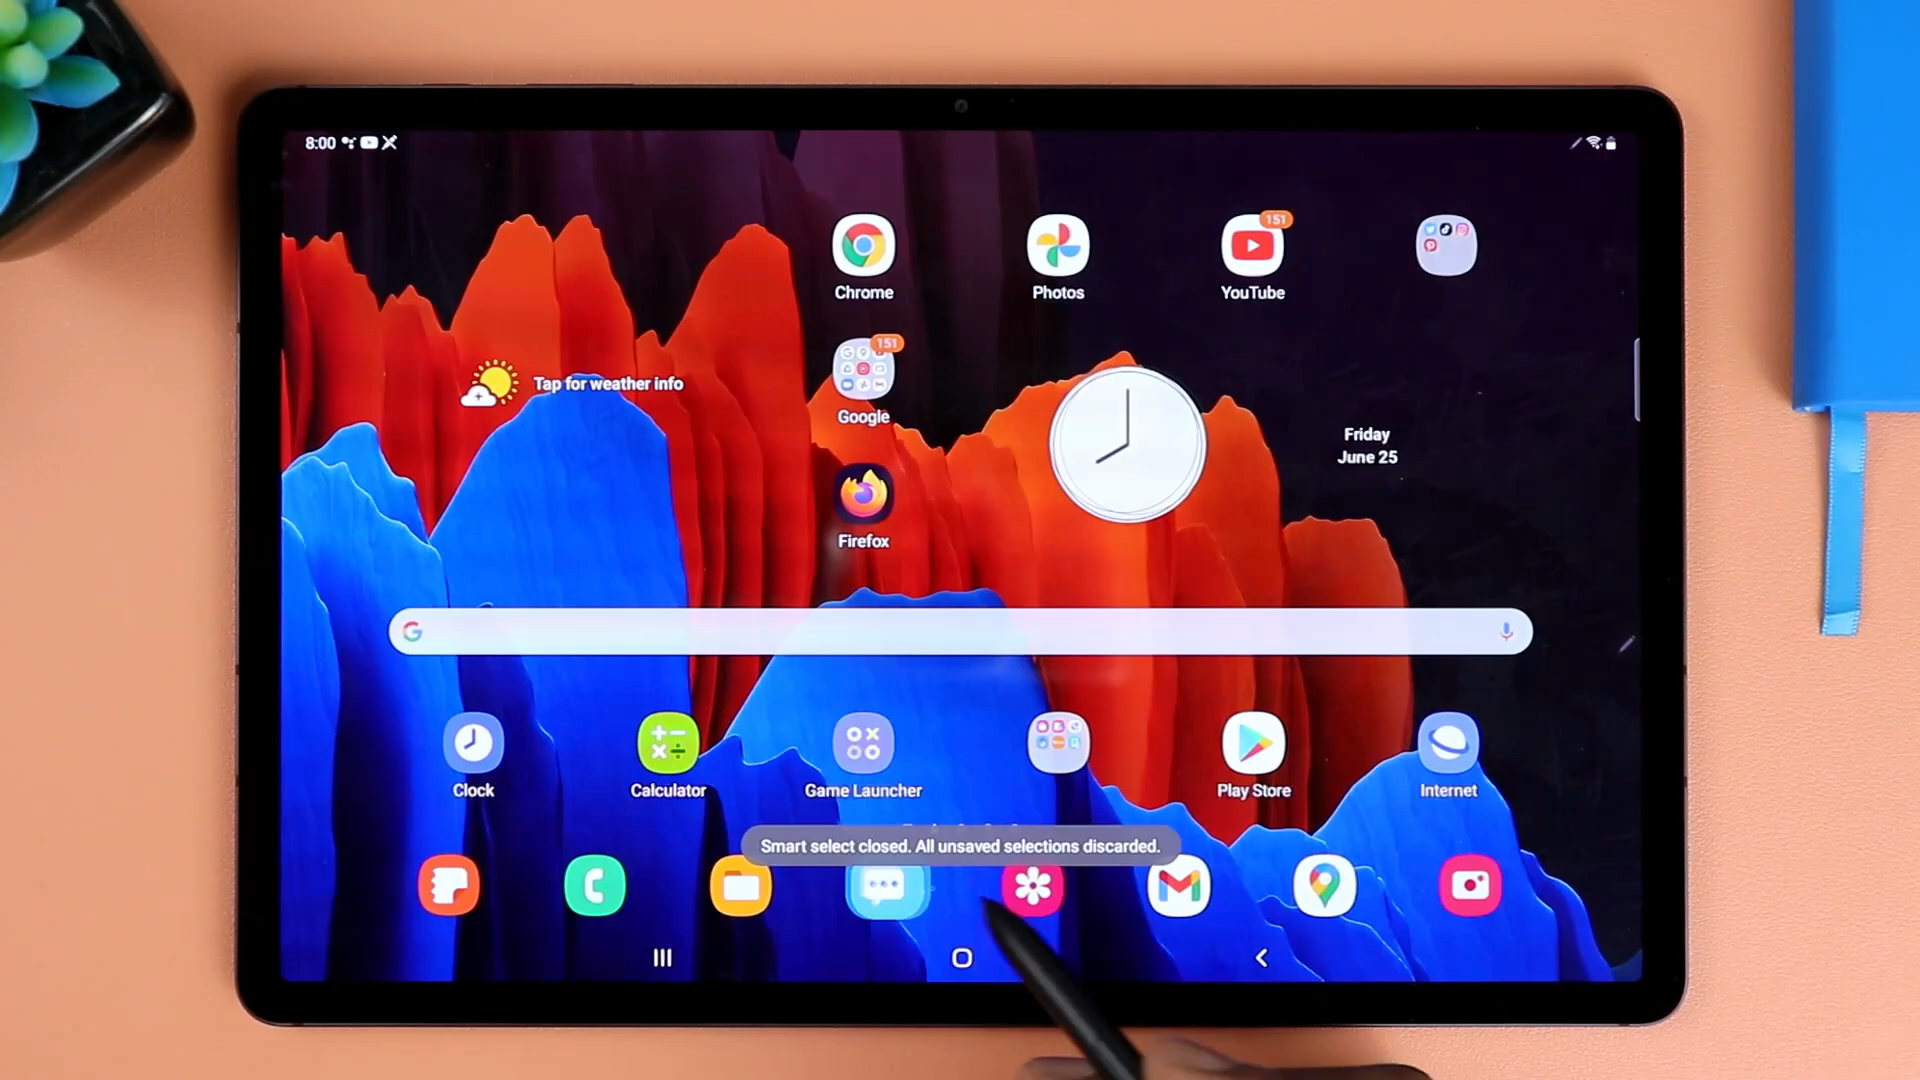 8:00
Chrome
Photos
151
YouTube
Tap for weather info
151
Google
Friday
June 25
Firefox
Clock
Calculator
Game Launcher
Play Store
Internet
Smart select closed. All unsaved selections discarded.